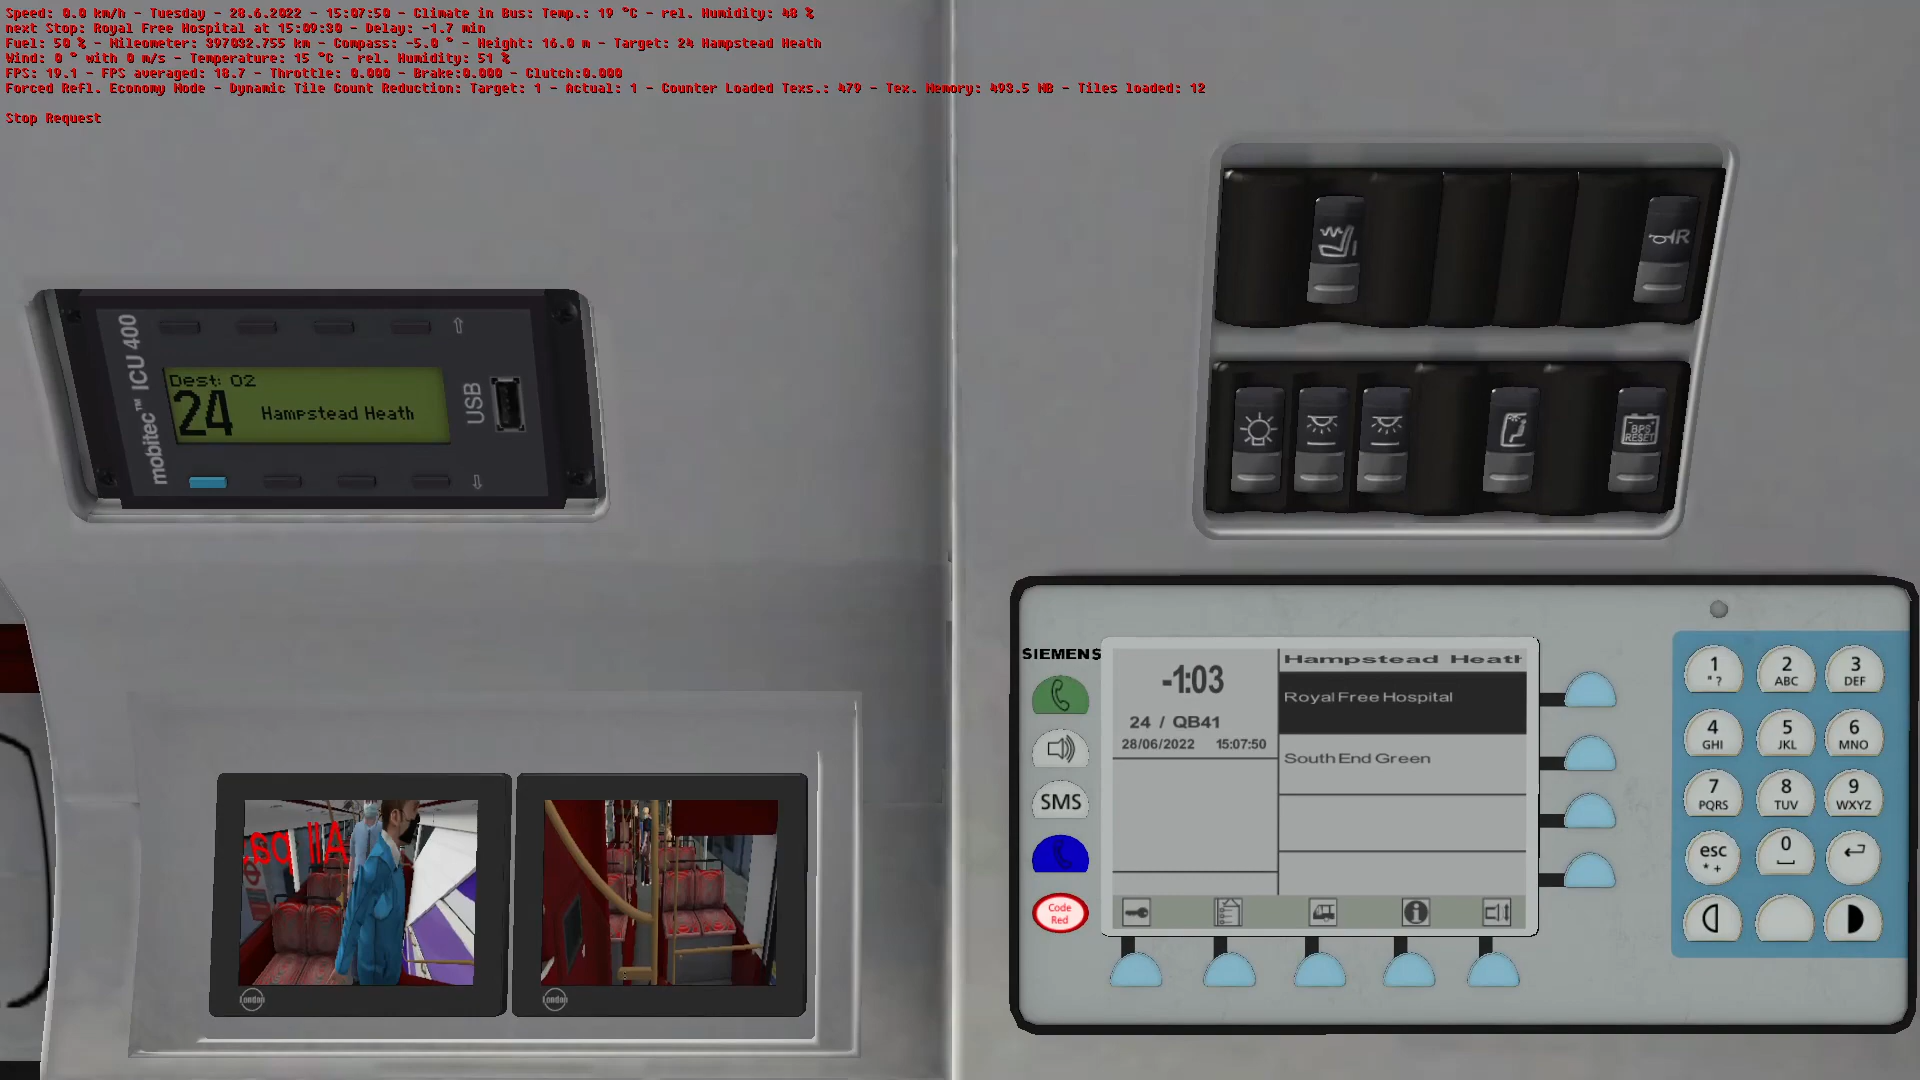 Speed: 0.0 km/h - Tuesday - 28.6.2022 - 15:07:50 - Climate in Bus: Temp.: 19 °C - rel. Humidity: 48 %
next Stop: Royal Free Hospital at 15:09:30 - Delay: -1.7 min
Fuel: 50 % - Mileometer: 397032.755 km - Compass: -5.0 ° - Height: 16.0 m - Target: 24 Hampstead Heath
Wind: 0 ° with 0 m/s - Temperature: 15 °C - rel. Humidity: 51 %
FPS: 19.1 - FPS averaged: 18.7 - Throttle: 0.000 - Brake:0.000 - Clutch:0.000
Forced Refl. Economy Mode - Dynamic Tile Count Reduction: Target: 1 - Actual: 1 - Counter Loaded Texs.: 479 - Tex. Memory: 493.5 MB - Tiles loaded: 12
Stop Request
mobitec™ ICU 400
Dest: 02
24 Hampstead Heath
USB
R
BPS
RESET
SIEMENS
SMS
Code
Red
-1:03
24 / QB41
28/06/2022 15:07:50
Hampstead Heath
Royal Free Hospital
South End Green
1
* ?
2
ABC
3
DEF
4
GHI
5
JKL
6
MNO
7
PQRS
8
TUV
9
WXYZ
esc
* +
0
All pa
London
London